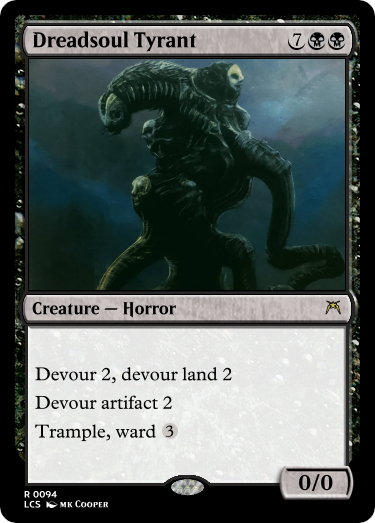 Dreadsoul Tyrant 7
Creature — Horror
Devour 2, devour land 2
Devour artifact 2
Trample, ward 3
0/0
R 0094
LCS MK COOPER